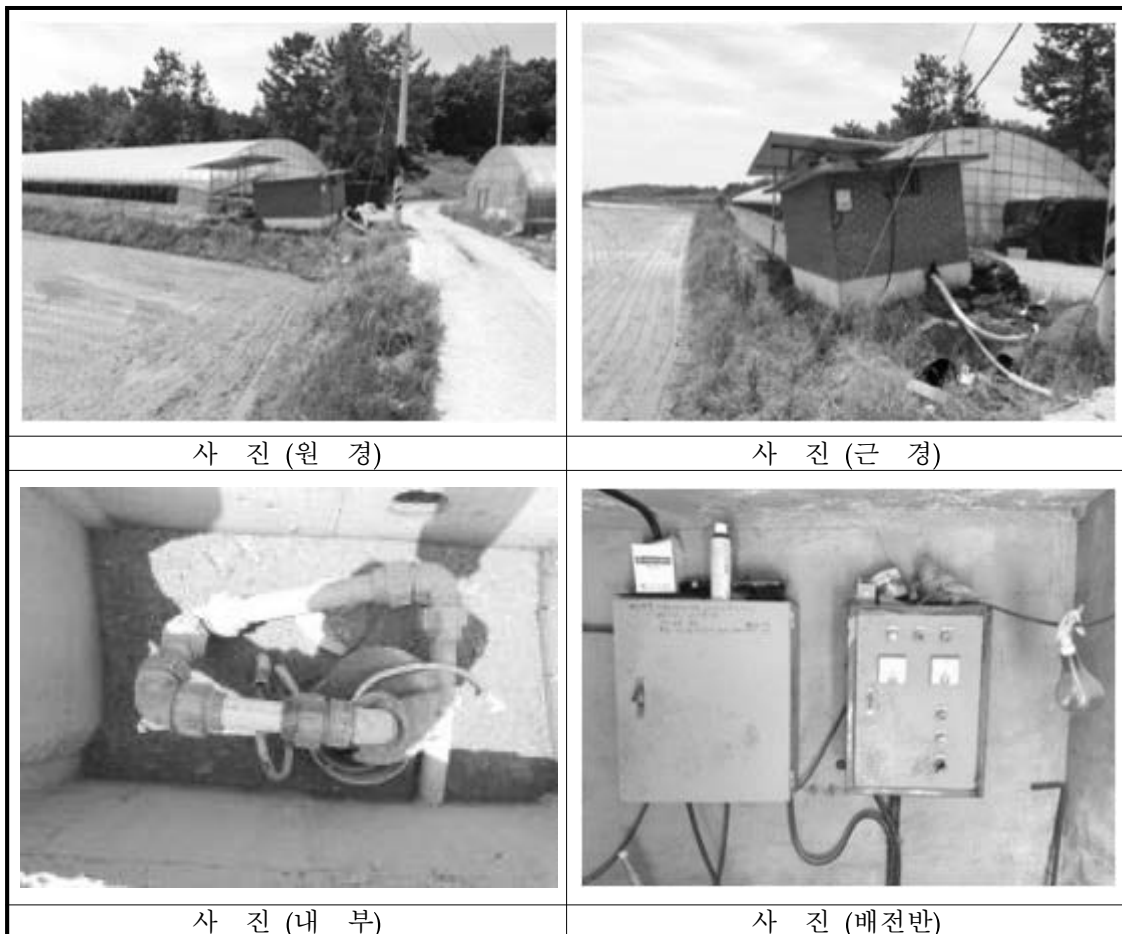 사 진 (원 경)
사 진 (근 경)
사 진 (내 부)
사 진 (배전반)